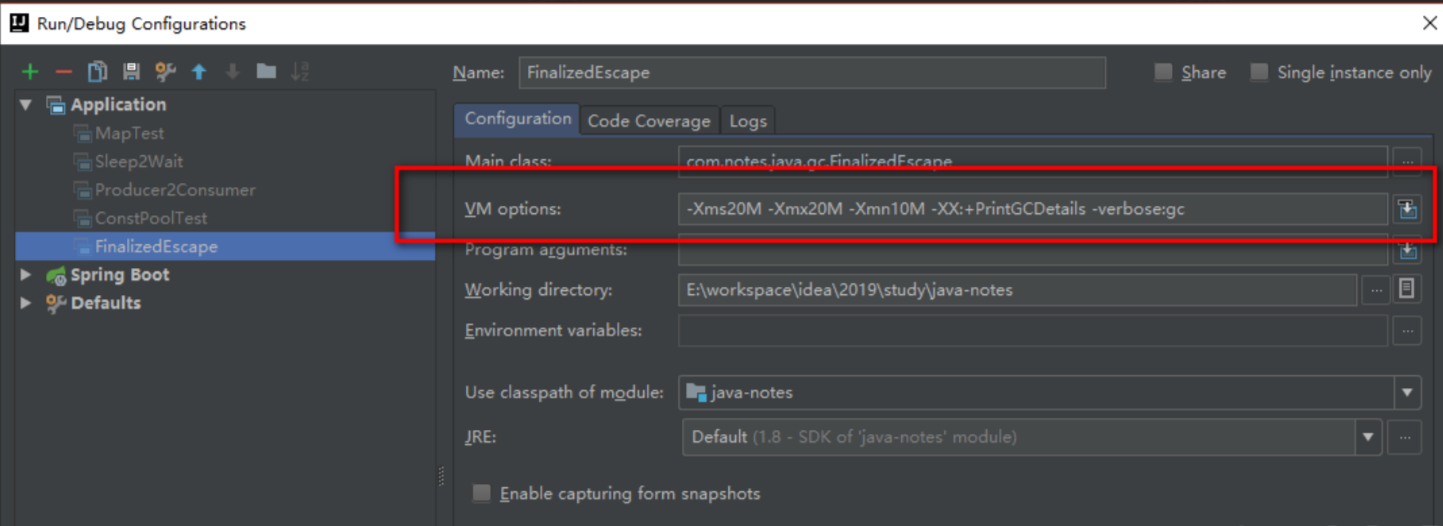 Run/Debug Configurations
Name: FinalizedEscape Share Single instance only
Application
MapTest
Sleep2Wait
Producer2Consumer
ConstPoolTest
FinalizedEscape
Spring Boot
Defaults
Configuration Code Coverage Logs
Main class: com.notes.java.gc.FinalizedEscape ...
VM options: -Xms20M -Xmx20M -Xmn10M -XX:+PrintGCDetails -verbose:gc
Program arguments:
Working directory: E:\workspace\idea\2019\study\java-notes ...
Environment variables: ...
Use classpath of module: java-notes
JRE: Default (1.8 - SDK of 'java-notes' module) ...
Enable capturing form snapshots